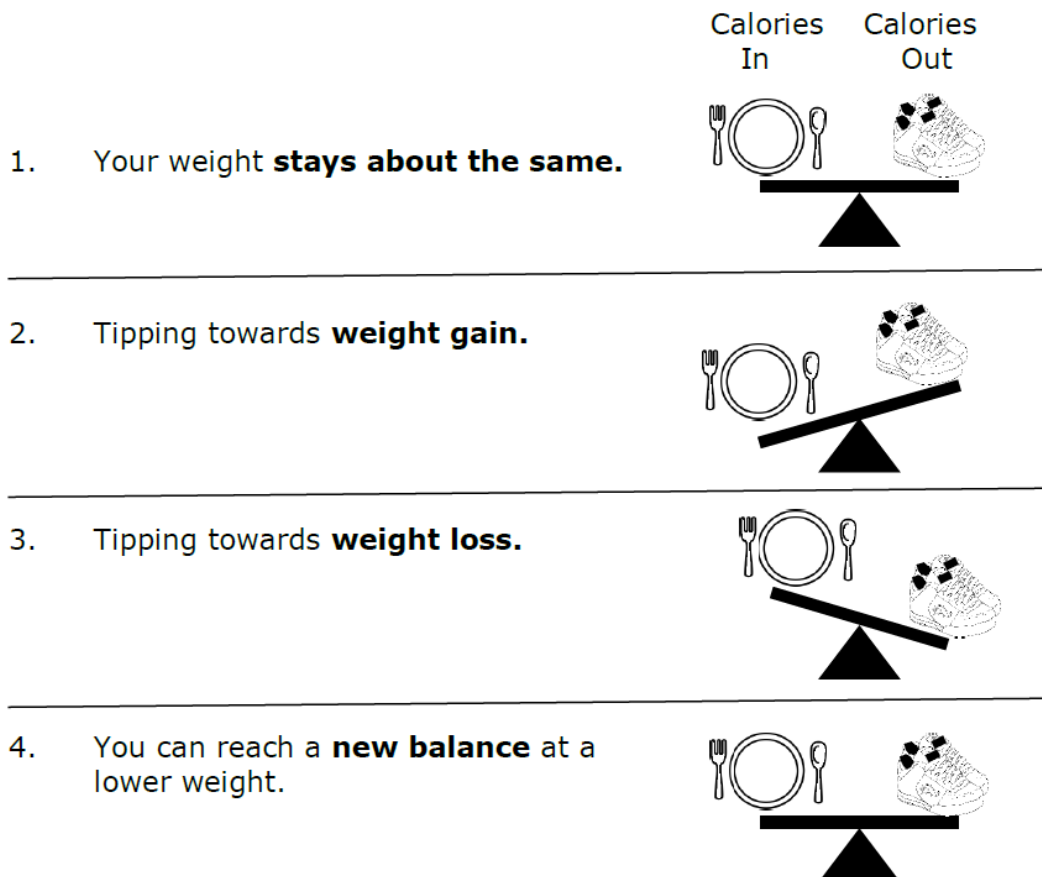 Calories Calories
In Out
1. Your weight stays about the same.
2. Tipping towards weight gain.
3. Tipping towards weight loss.
4. You can reach a new balance at a
lower weight.